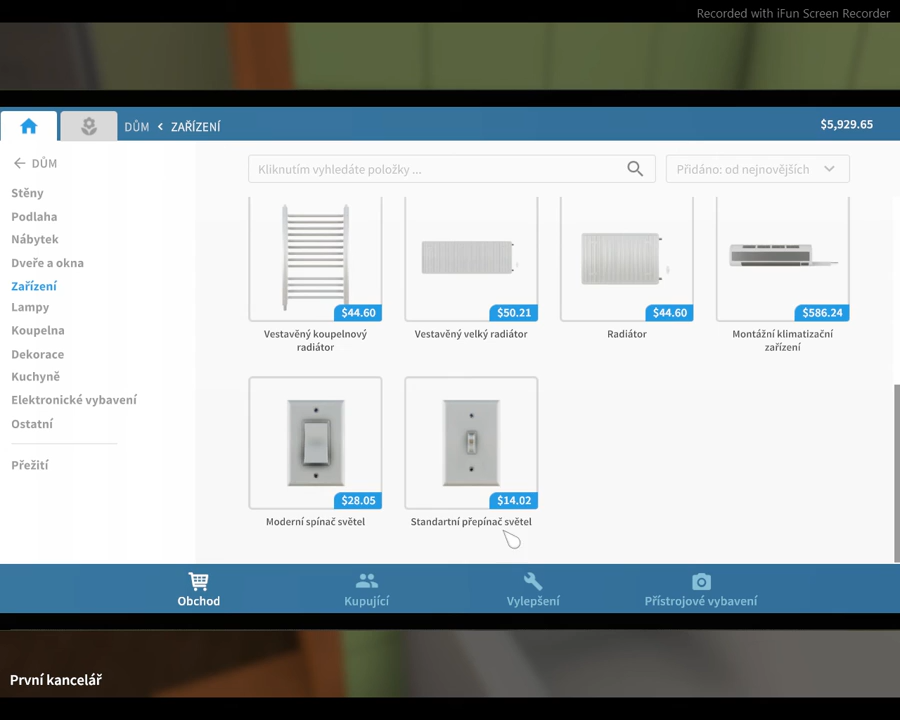 Recorded with iFun Screen Recorder
DŮM < ZAŘÍZENÍ
$5,929.65
DŮM
Kliknutím vyhledáte položky ...
Přidáno: od nejnovějších
Stěny
Podlaha
Nábytek
Dveře a okna
Zařízení
Lampy
Koupelna
Dekorace
Kuchyně
Elektronické vybavení
Ostatní
Přežití
$44.60
$50.21
$44.60
$586.24
Vestavěný koupelnový
radiátor
Vestavěný velký radiátor
Radiátor
Montážní klimatizační
zařízení
$28.05
$14.02
Moderní spínač světel
Standartní přepínač světel
Obchod
Kupující
Vylepšení
Přístrojové vybavení
První kancelář